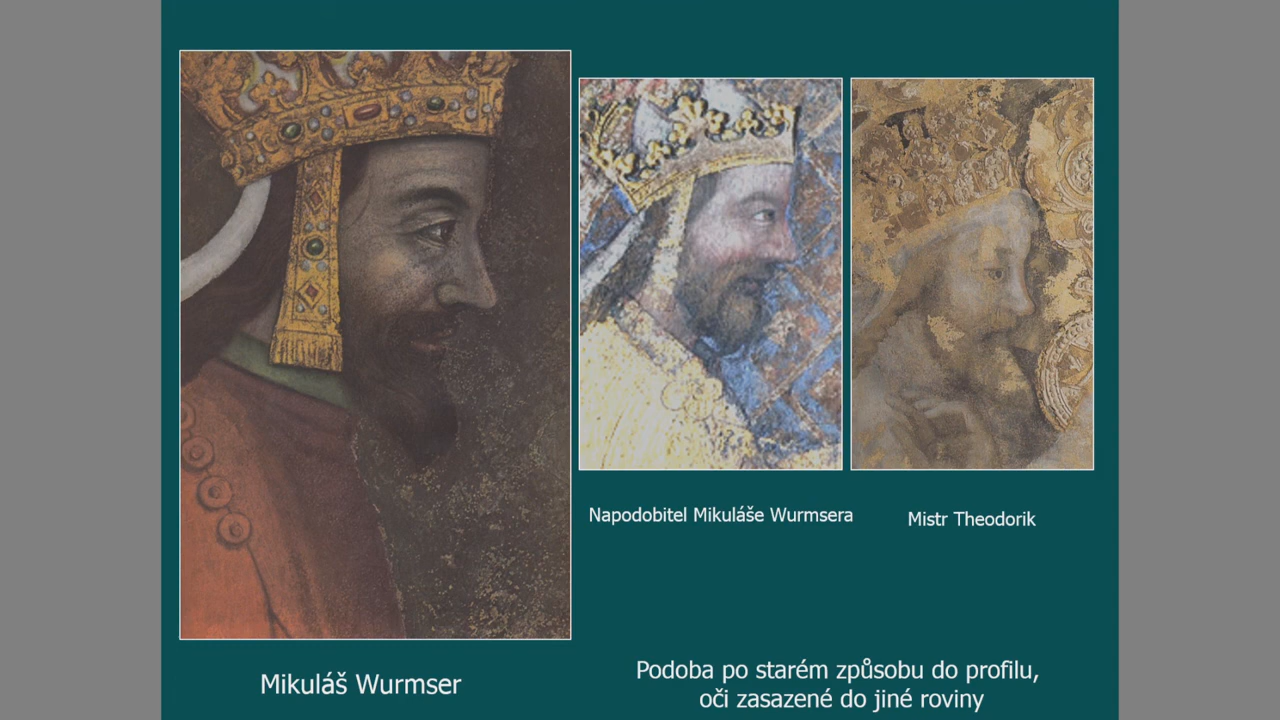 Napodobitel Mikuláše Wurmsera
Mistr Theodorik
Mikuláš Wurmser
Podoba po starém způsobu do profilu,
oči zasazené do jiné roviny